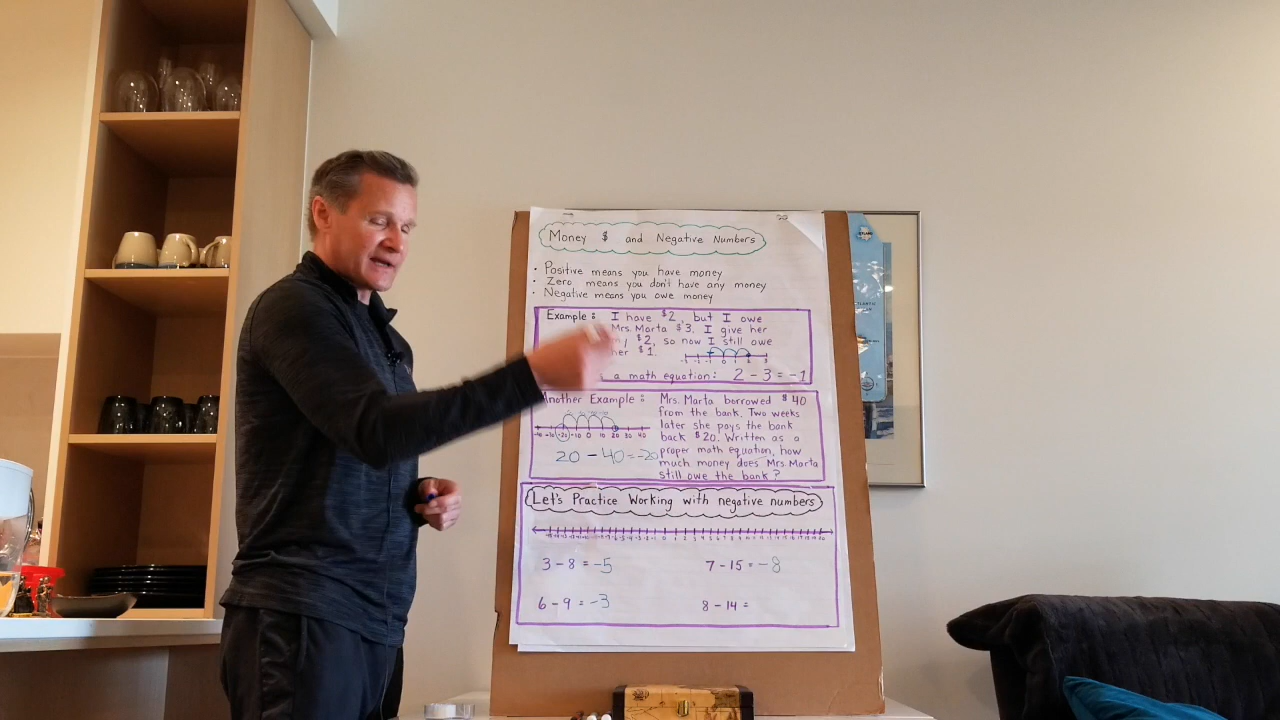 Money $ and Negative Numbers
• Positive means you have money
• Zero means you don't have any money
• Negative means you owe money
Example: I have $2, but I owe
Mrs. Marta $3. I give her
$2, so now I still owe
her $1.
a math equation: 2 - 3 = -1
Another Example:
20 - 40 = -20
Mrs. Marta borrowed $40
from the bank. Two weeks
later she pays the bank
back $20. Written as a
proper math equation, how
much money does Mrs. Marta
still owe the bank?
Let's Practice Working with negative numbers
3 - 8 = -5
7 - 15 = -8
6 - 9 = -3
8 - 14 =